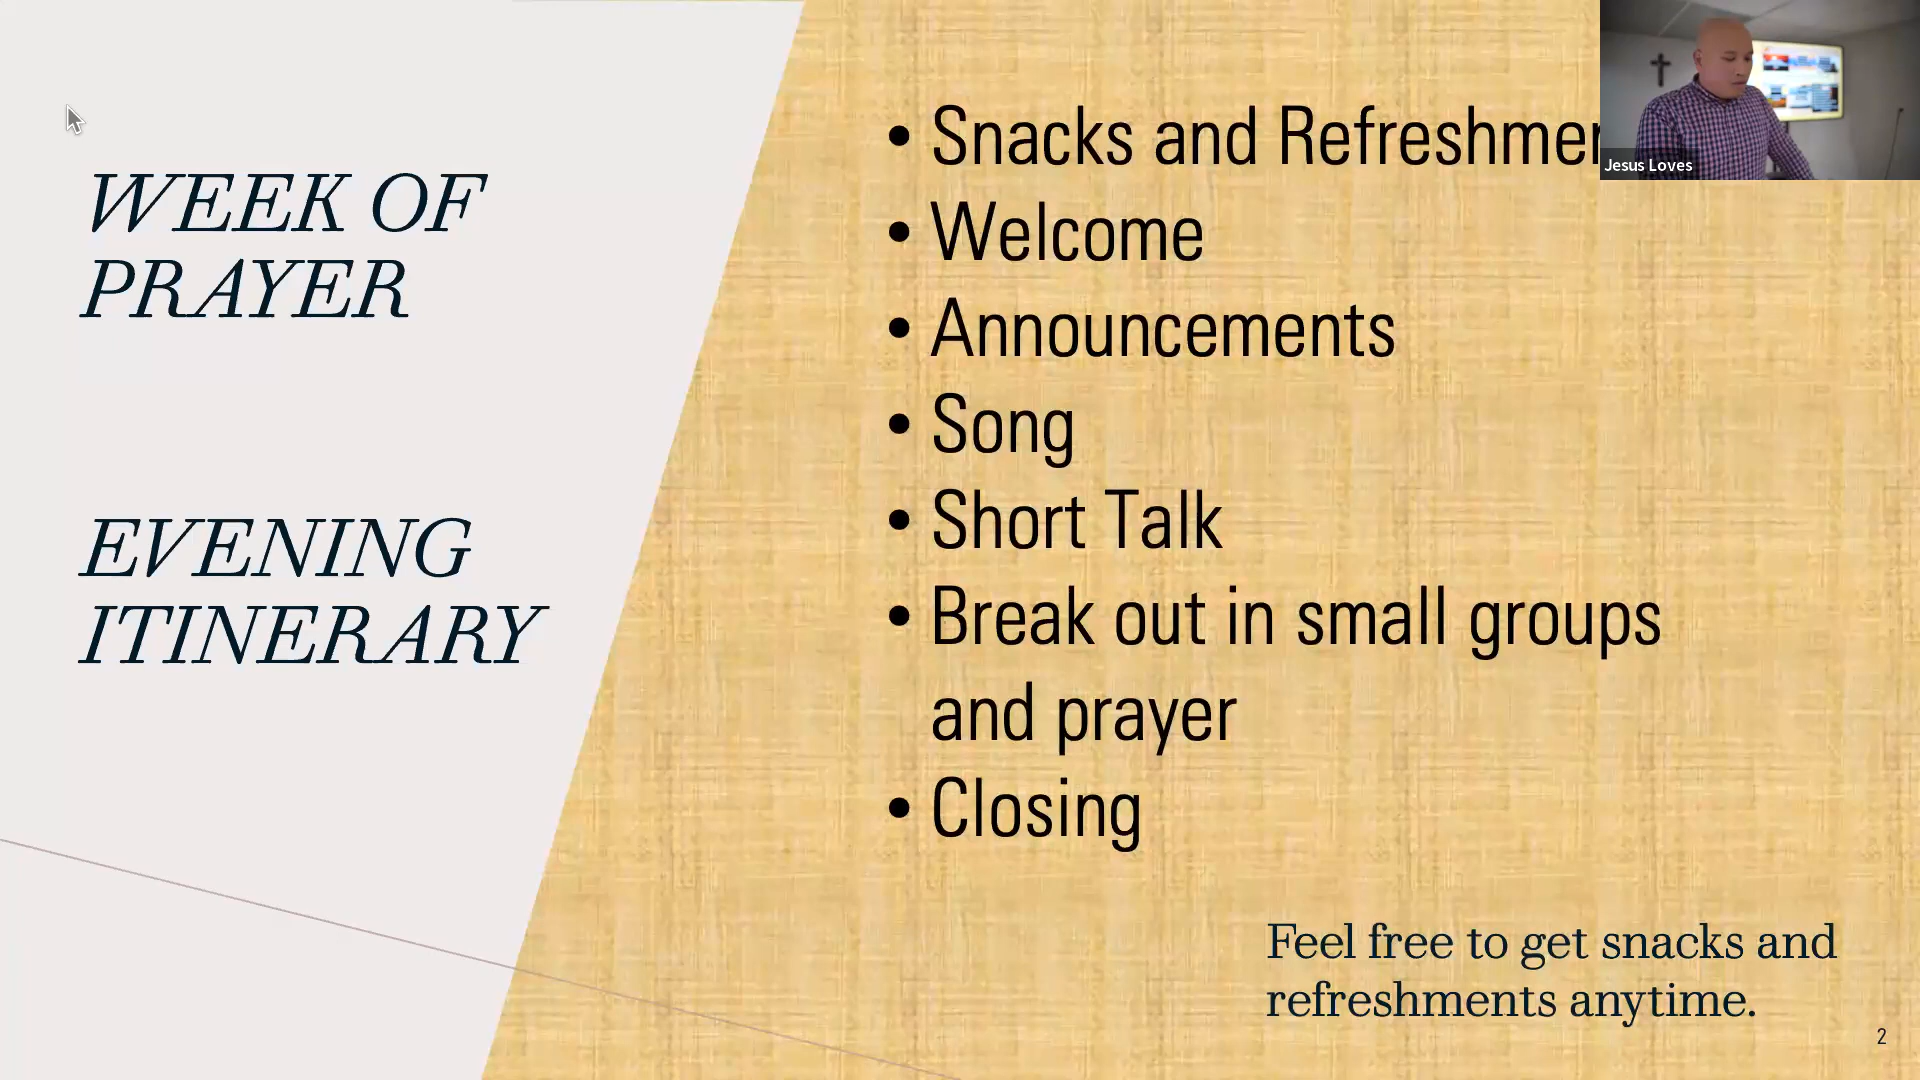 WEEK OF
PRAYER
EVENING
ITINERARY
• Snacks and
• Welcome
• Announcements
• Song
• Short Talk
• Break out in small groups
and prayer
• Closing
Feel free to get snacks and
refreshments anytime.
2
Jesus Loves